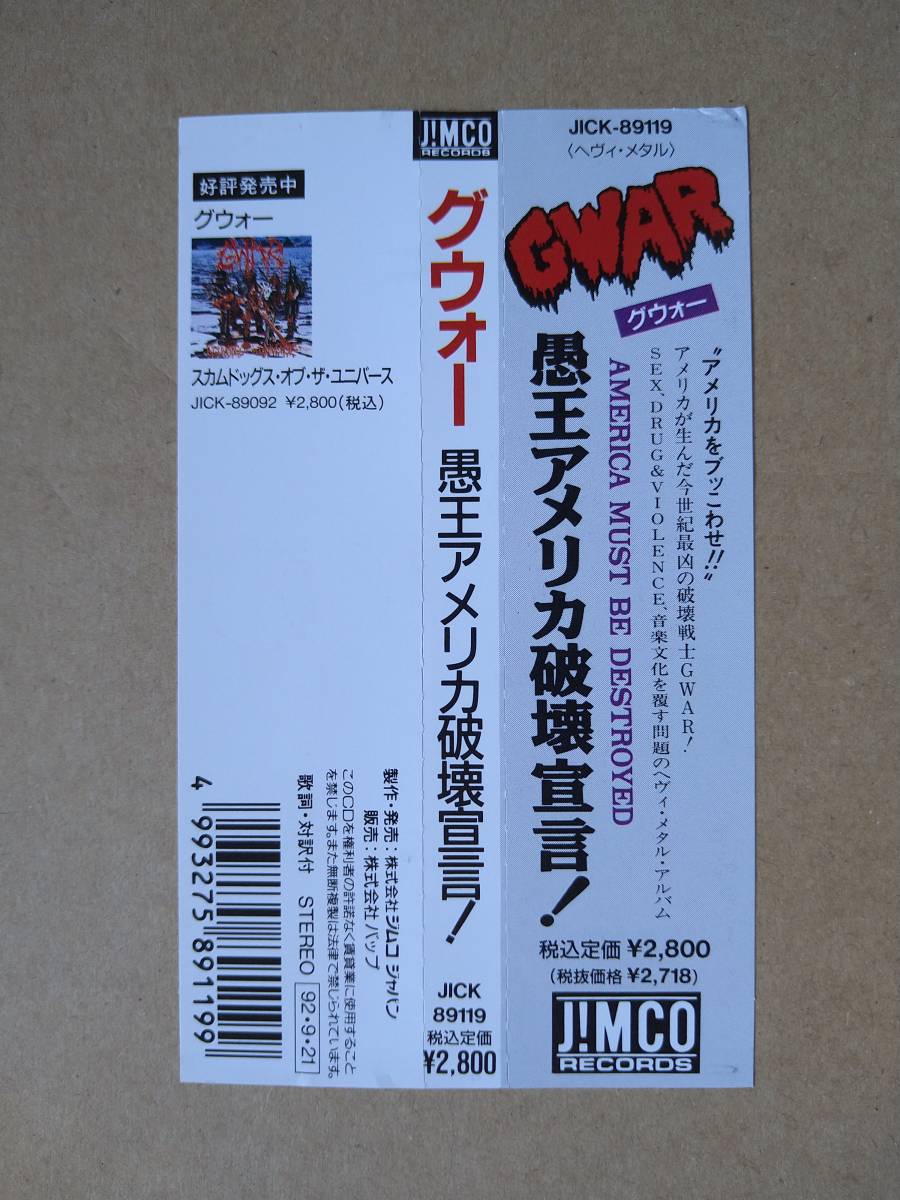 JICK-89119
〈ヘヴィ・メタル〉
GWAR
グウォー
“アメリカをブッこわせ!!”
アメリカが生んだ今世紀最凶の破壊戦士GWAR!
SEX、DRUG&VIOLENCE、音楽文化を覆す問題のヘヴィ・メタル・アルバム
AMERICA MUST BE DESTROYED
愚王アメリカ破壊宣言!
税込定価 ¥2,800
(税抜価格 ¥2,718)
J!MCO
RECORDS
J!MCO
RECORDS
グウォー
愚王アメリカ破壊宣言!
JICK
89119
税込定価
¥2,800
好評発売中
グウォー
GWAR
スカムドッグス・オブ・ザ・ユニバース
JICK-89092 ¥2,800(税込)
製作・発売:株式会社ジムコ ジャパン
販売:株式会社バップ
このCDを権利者の許諾なく賃貸業に使用すること
を禁じます。また無断複製は法律で禁じられています。
歌詞・対訳付 STEREO 92・9・21
4 993275 891199